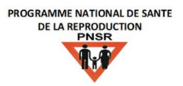 PROGRAMME NATIONAL DE SANTE
DE LA REPRODUCTION
PNSR